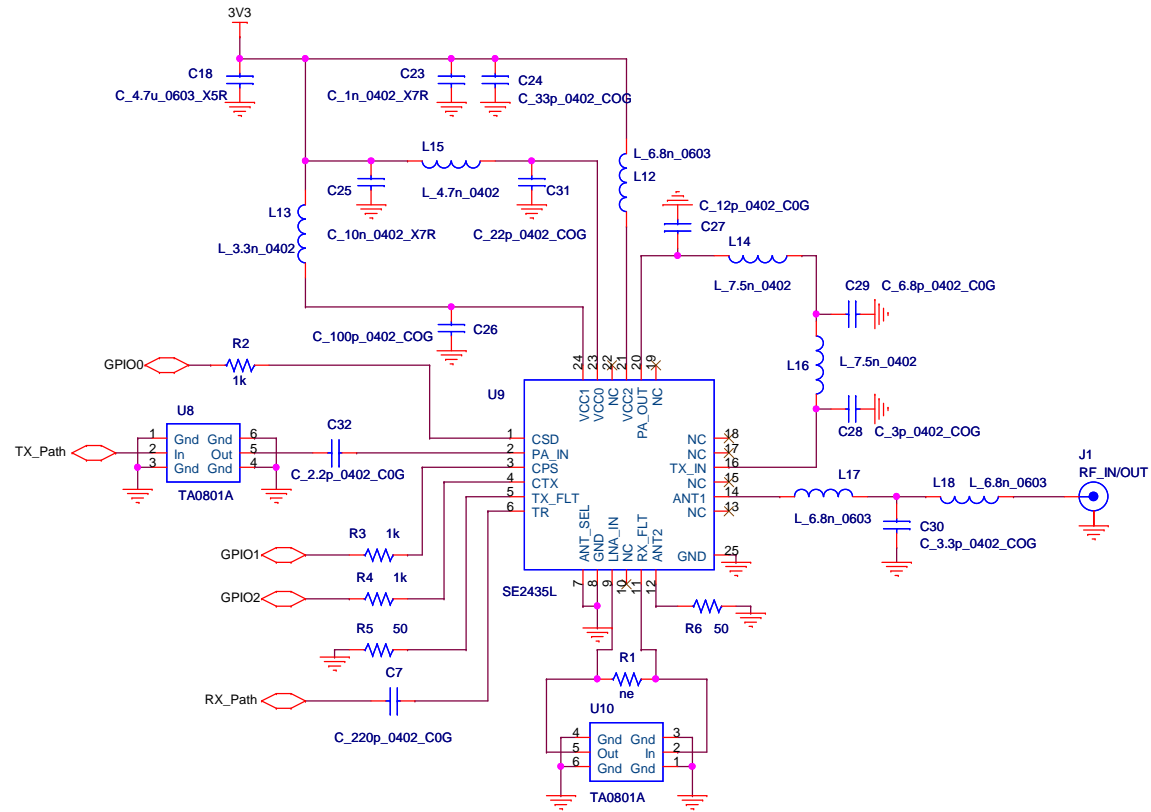 3V3
C18
C_4.7u_0603_X5R
C23
C_1n_0402_X7R
C24
C_33p_0402_COG
L15
L_4.7n_0402
C25
C_10n_0402_X7R
C31
C_22p_0402_COG
L_6.8n_0603
L12
L13
L_3.3n_0402
C_12p_0402_C0G
C27
L14
L_7.5n_0402
C29
C_6.8p_0402_C0G
L16
L_7.5n_0402
C28
C_3p_0402_COG
C_100p_0402_COG
C26
GPIO0
R2
1k
U8
TX_Path
1
2
3
Gnd
In
Gnd
Gnd
Out
Gnd
6
5
4
TA0801A
C32
C_2.2p_0402_C0G
U9
24
23
22
21
20
19
VCC1
VCC0
NC
VCC2
PA_OUT
NC
1
2
3
4
5
6
CSD
PA_IN
CPS
CTX
TX_FLT
TR
NC
NC
TX_IN
NC
ANT1
NC
GND
18
17
16
15
14
13
25
ANT_SEL
GND
LNA_IN
NC
RX_FLT
ANT2
7
8
9
10
11
12
SE2435L
L17
L_6.8n_0603
L18
L_6.8n_0603
C30
C_3.3p_0402_COG
J1
RF_IN/OUT
GPIO1
R3
1k
GPIO2
R4
1k
R5
50
R6
50
RX_Path
C7
C_220p_0402_C0G
R1
ne
U10
4
5
6
Gnd
Out
Gnd
Gnd
In
Gnd
3
2
1
TA0801A